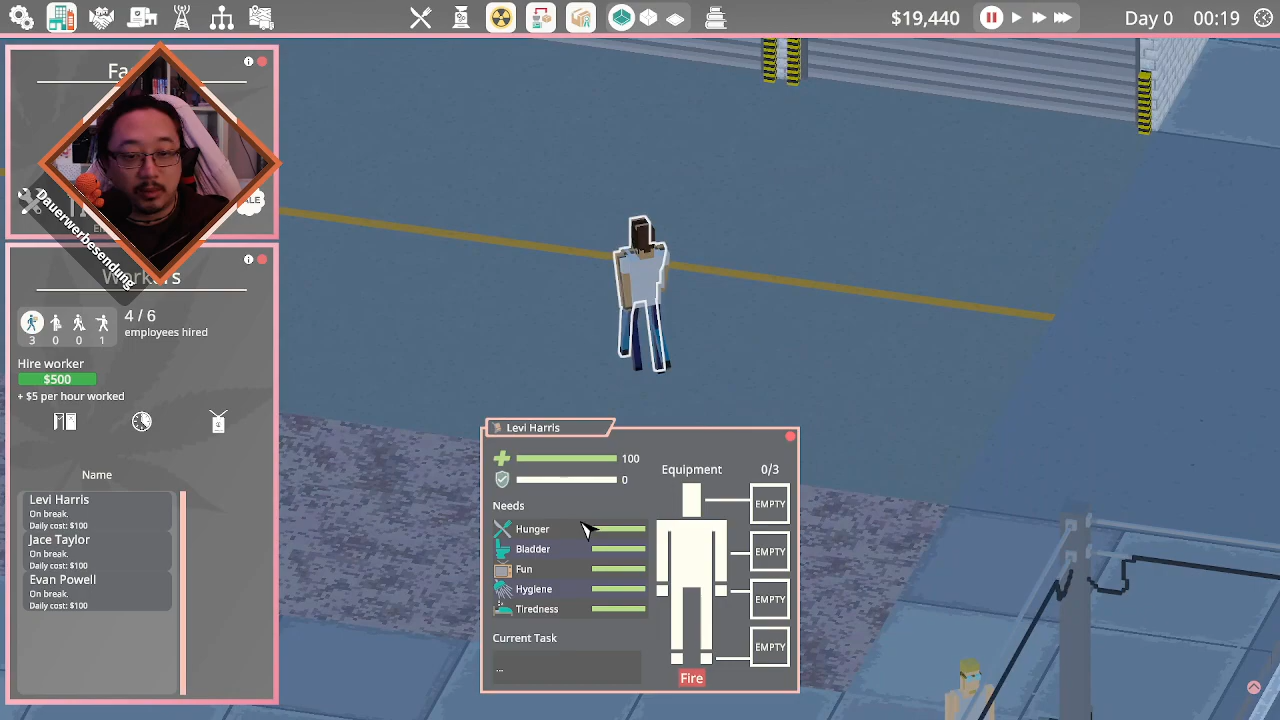 $19,440
Day 0
00:19
Fa
ALE
Dauerwerbesendung
Workers
4 / 6
employees hired
3
0
0
1
Hire worker
$500
+ $5 per hour worked
Name
Levi Harris
On break.
Daily cost: $100
Jace Taylor
On break.
Daily cost: $100
Evan Powell
On break.
Daily cost: $100
Levi Harris
100
0
Equipment
0/3
Needs
Hunger
Bladder
Fun
Hygiene
Tiredness
EMPTY
EMPTY
EMPTY
EMPTY
Current Task
...
Fire